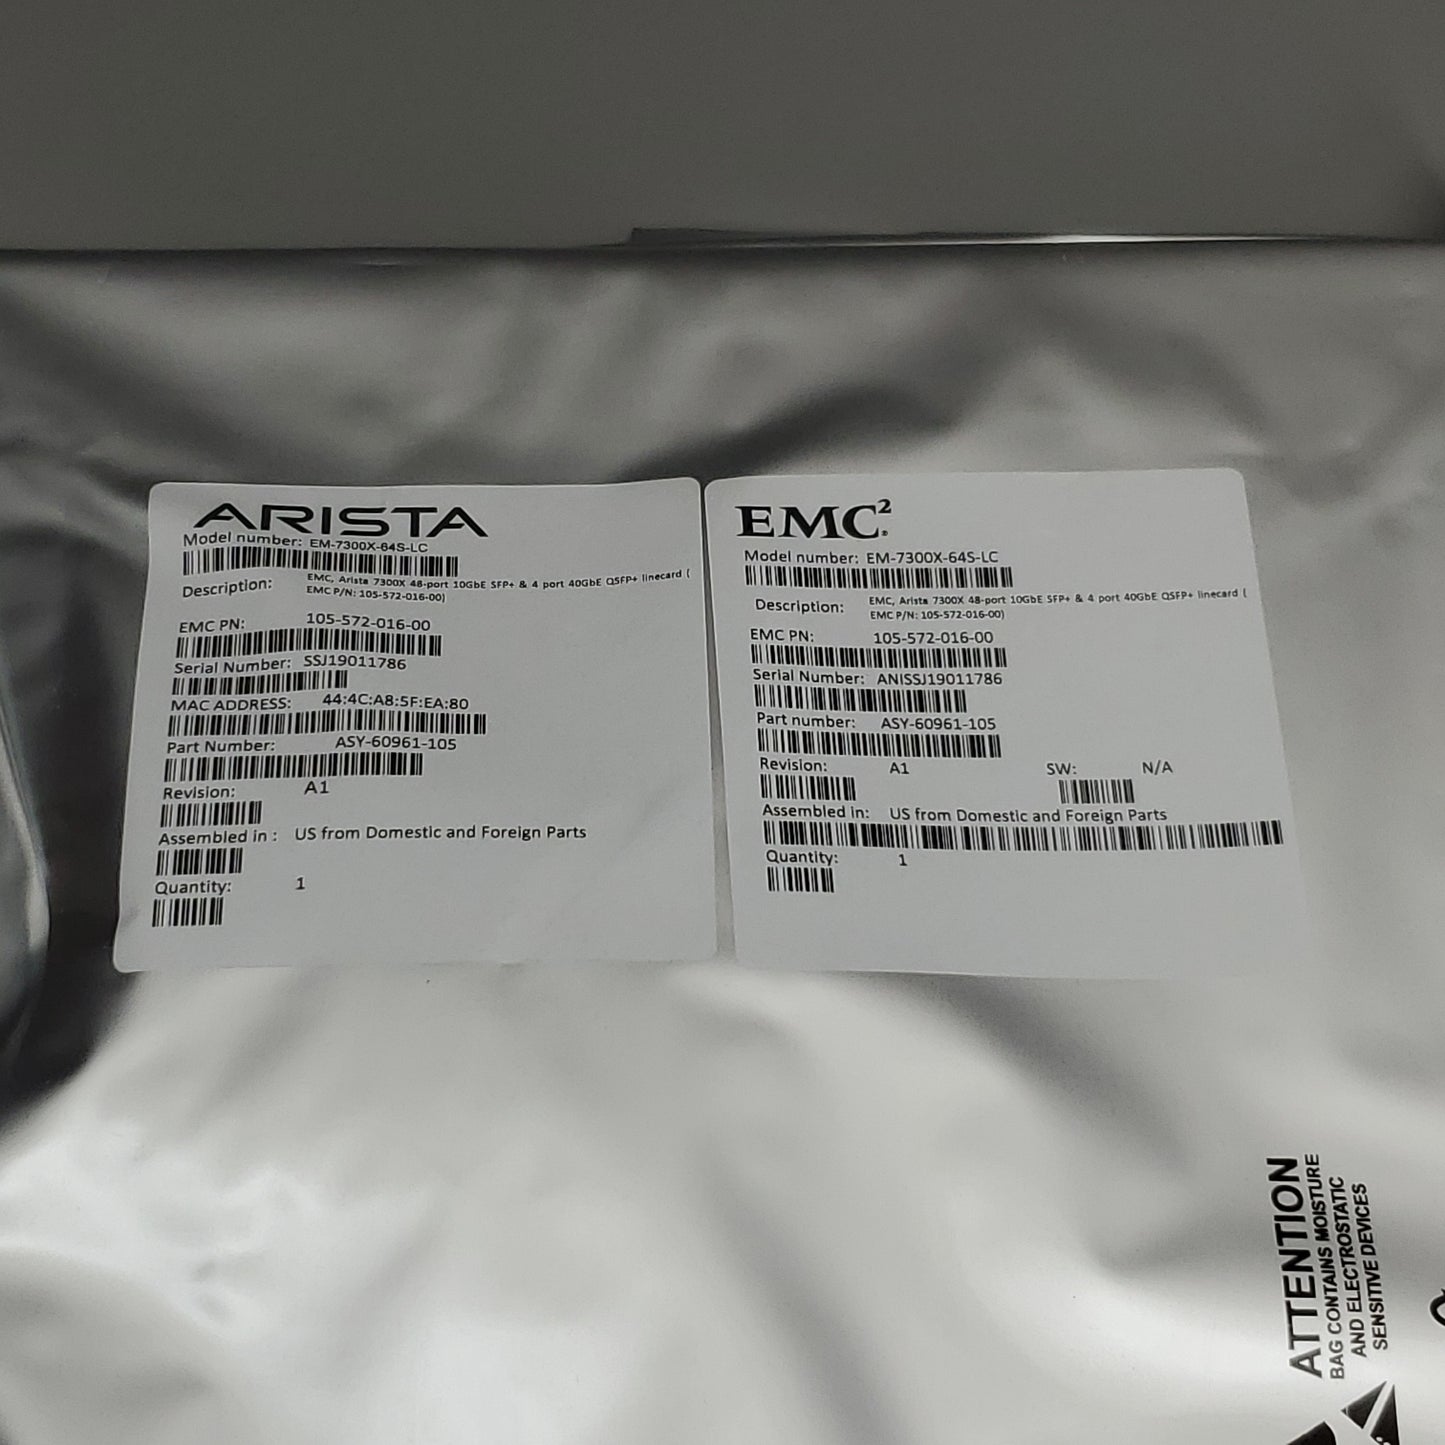 ARISTA
Model number: EM-7300X-64S-LC
Description: EMC, Arista 7300X 48-port 10GbE SFP+ & 4 port 40GbE QSFP+ linecard (
EMC P/N: 105-572-016-00)
EMC PN: 105-572-016-00
Serial Number: SSJ19011786
MAC ADDRESS: 44:4C:A8:5F:EA:80
Part Number: ASY-60961-105
Revision: A1
Assembled in : US from Domestic and Foreign Parts
Quantity: 1
EMC²
Model number: EM-7300X-64S-LC
Description: EMC, Arista 7300X 48-port 10GbE SFP+ & 4 port 40GbE QSFP+ linecard (
EMC P/N: 105-572-016-00)
EMC PN: 105-572-016-00
Serial Number: ANISSJ19011786
Part number: ASY-60961-105
Revision: A1 SW: N/A
Assembled in: US from Domestic and Foreign Parts
Quantity: 1
ATTENTION
BAG CONTAINS MOISTURE
AND ELECTROSTATIC
SENSITIVE DEVICES